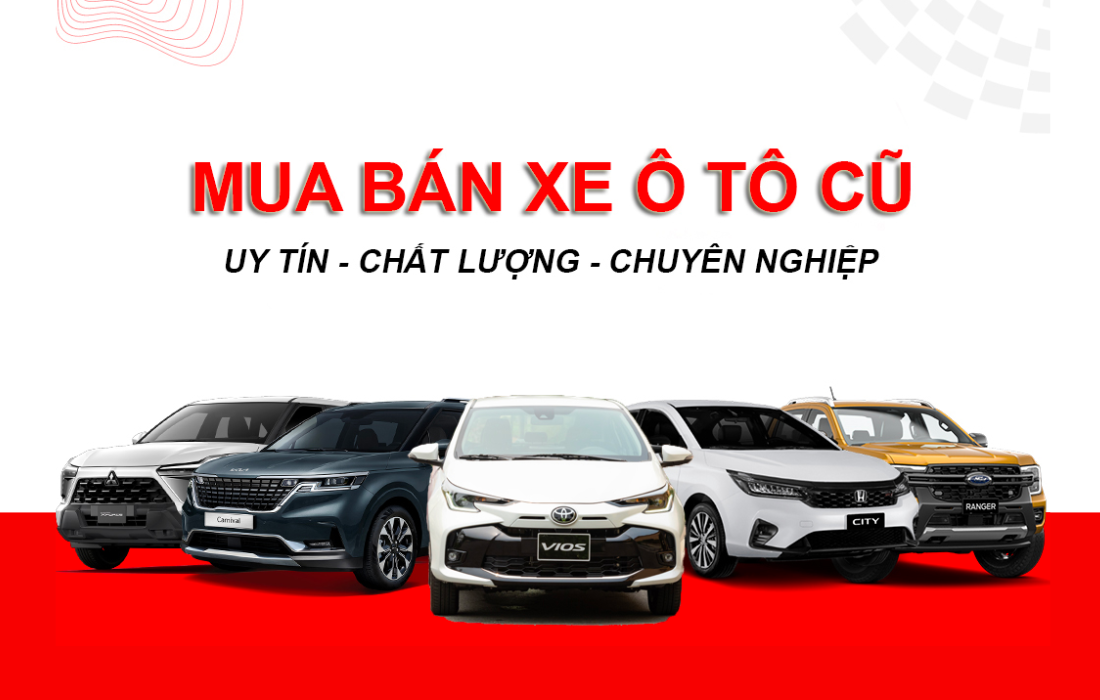 MUA BÁN XE Ô TÔ CŨ
UY TÍN - CHẤT LƯỢNG - CHUYÊN NGHIỆP
Carnival
VIOS
CITY
RANGER